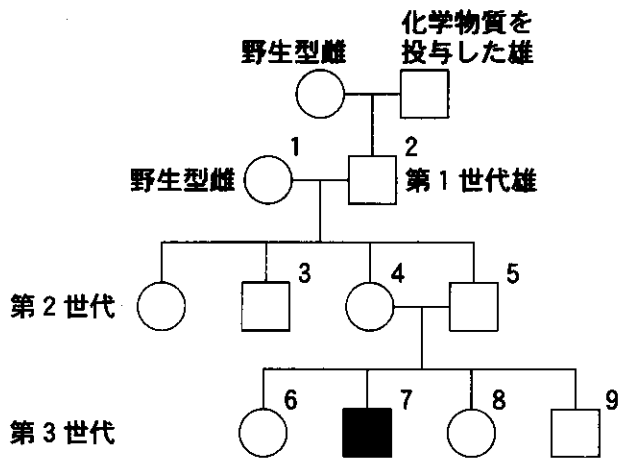 化学物質を
野生型雌 投与した雄
1 2
野生型雌 第1世代雄
3 4 5
第2世代
6 7 8 9
第3世代